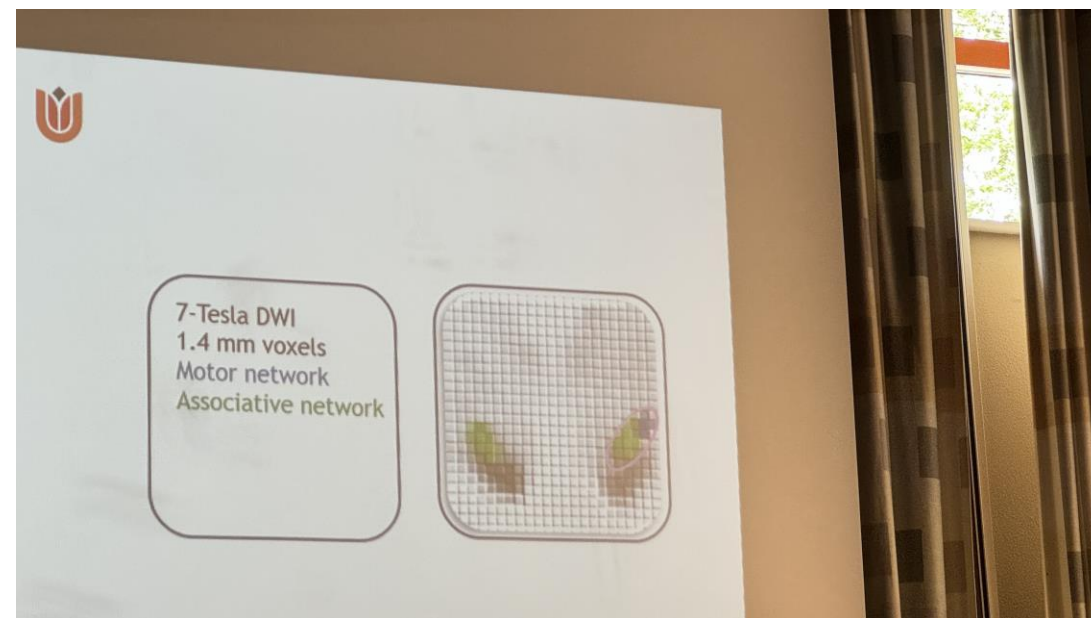 7-Tesla DWI
1.4 mm voxels
Motor network
Associative network